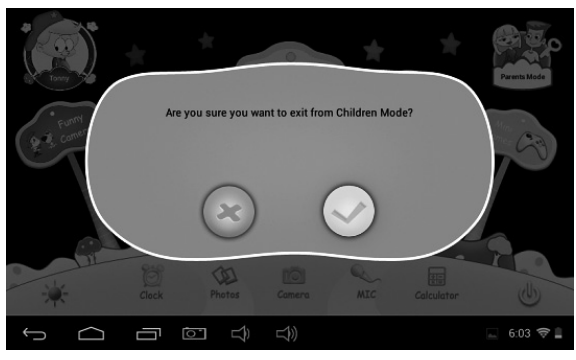 Tonny
Parents Mode
Funny
Camera
Are you sure you want to exit from Children Mode?
Clock
Photos
Camera
MIC
Calculator
6:03